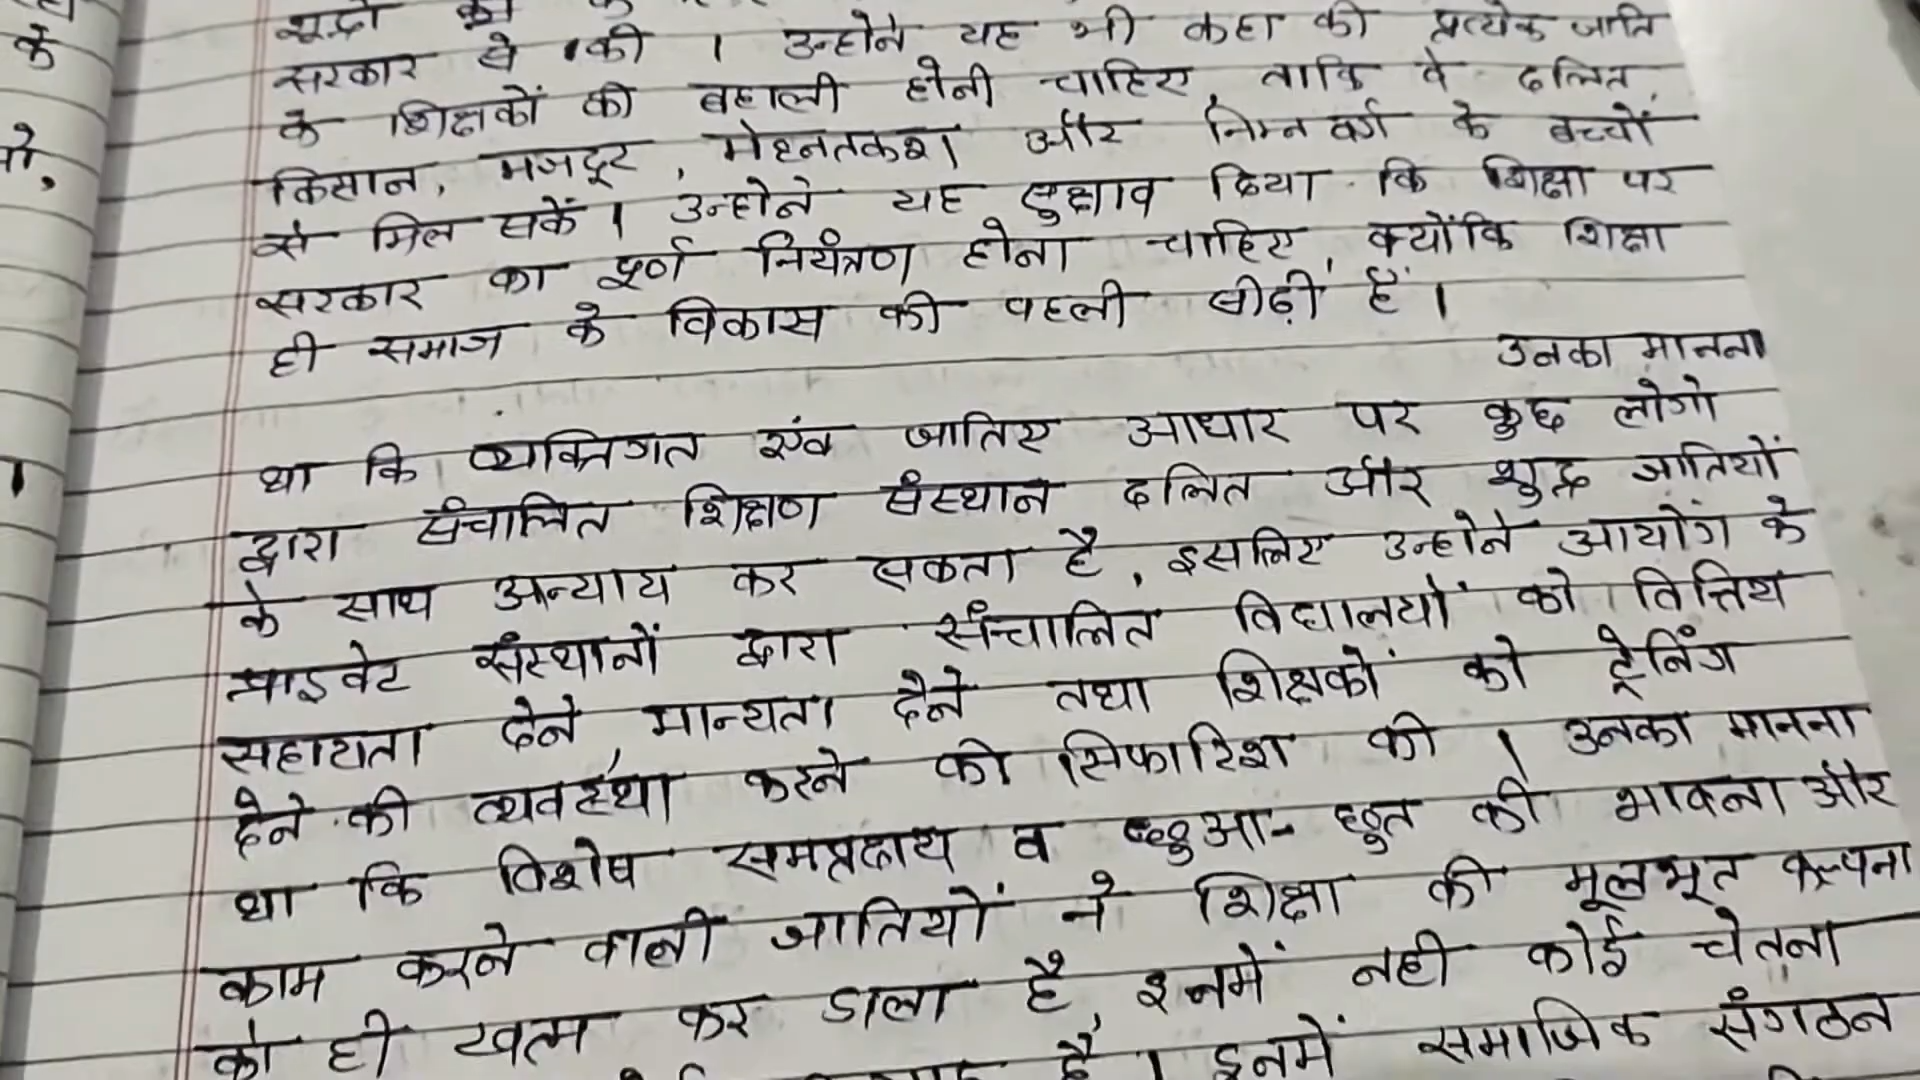 के
सरकार से की । उन्होने यह भी कहा की प्रत्येक जाति
के शिक्षकों की बहाली होनी चाहिए, ताकि वे दलित,
किसान, मजदूर, मेहनतकश और निम्न वर्ग के बच्चों
से मिल सकें । उन्होने यह सुझाव दिया कि शिक्षा पर
सरकार का पूर्ण नियंत्रण होना चाहिए, क्योंकि शिक्षा
ही समाज के विकास की पहली सीढ़ी हैं ।
उनका मानना
था कि व्यक्तिगत एंव जातिए आधार पर कुछ लोगो
द्वारा संचालित शिक्षण संस्थान दलित और शुद्र जातियों
के साथ अन्याय कर सकता है, इसलिए उन्होने आयोग के
प्राइवेट संस्थानों द्वारा संचालित विद्यालयों को वित्तिय
सहायता देने, मान्यता दैने तथा शिक्षकों को ट्रेनिंग
देने की व्यवस्था करने की सिफारिश की । उनका मानना
था कि विशेष समप्रदाय व छुआ-छुत की भावना और
काम करने वाली जातियों ने शिक्षा की मूलभूत कल्पना
को ही खत्म कर डाला है, इनमें नही कोई चेतना
है । इनमें समाजिक संगठन